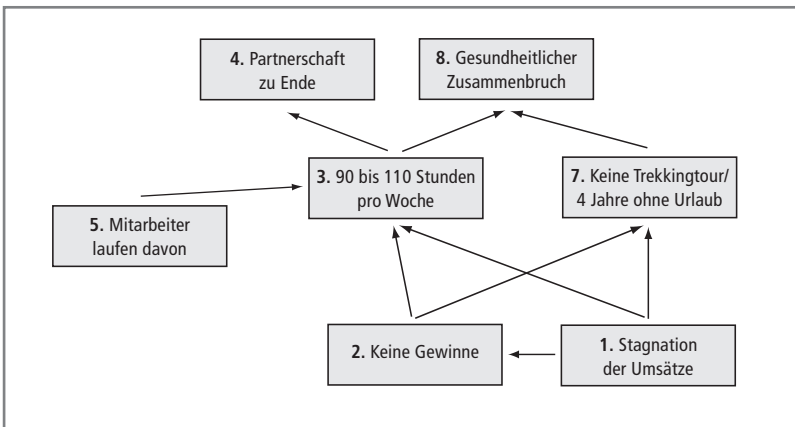 4. Partnerschaft
zu Ende
8. Gesundheitlicher
Zusammenbruch
3. 90 bis 110 Stunden
pro Woche
7. Keine Trekkingtour/
4 Jahre ohne Urlaub
5. Mitarbeiter
laufen davon
2. Keine Gewinne
1. Stagnation
der Umsätze